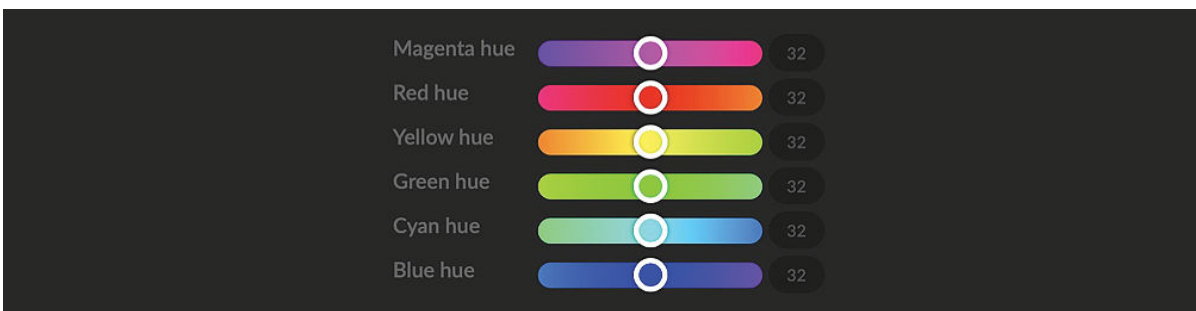 Magenta hue 32
Red hue 32
Yellow hue 32
Green hue 32
Cyan hue 32
Blue hue 32